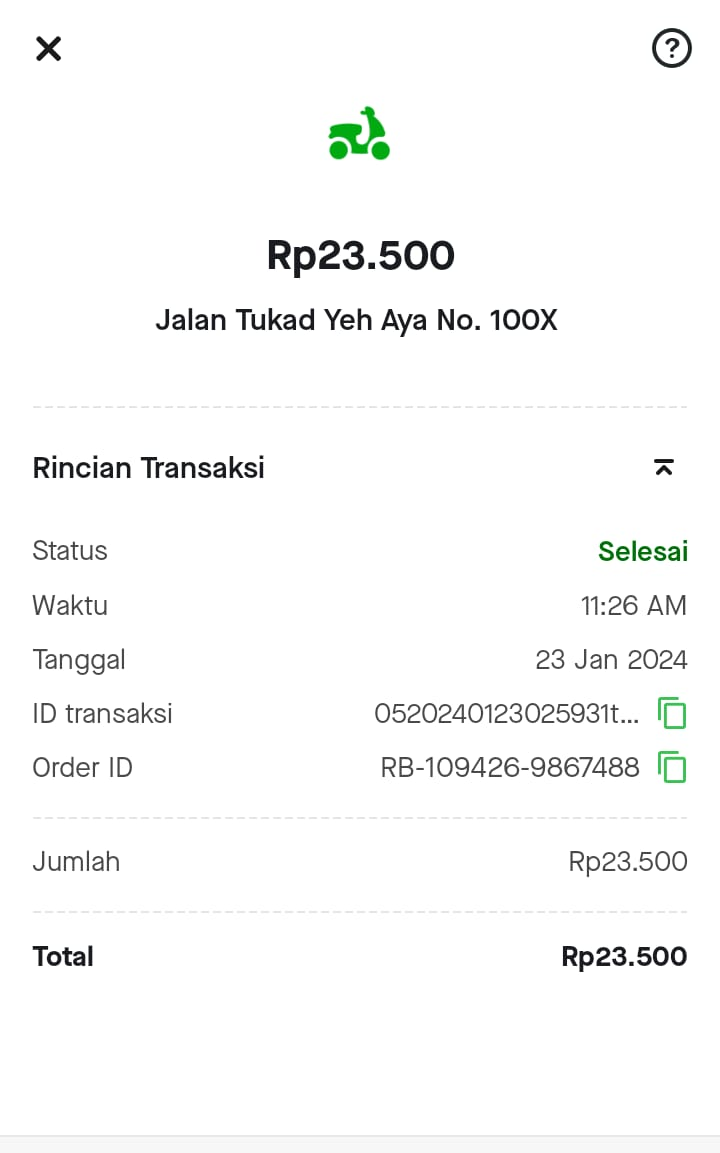 ?
Rp23.500
Jalan Tukad Yeh Aya No. 100X
Rincian Transaksi
Status Selesai
Waktu 11:26 AM
Tanggal 23 Jan 2024
ID transaksi 0520240123025931t...
Order ID RB-109426-9867488
Jumlah Rp23.500
Total Rp23.500